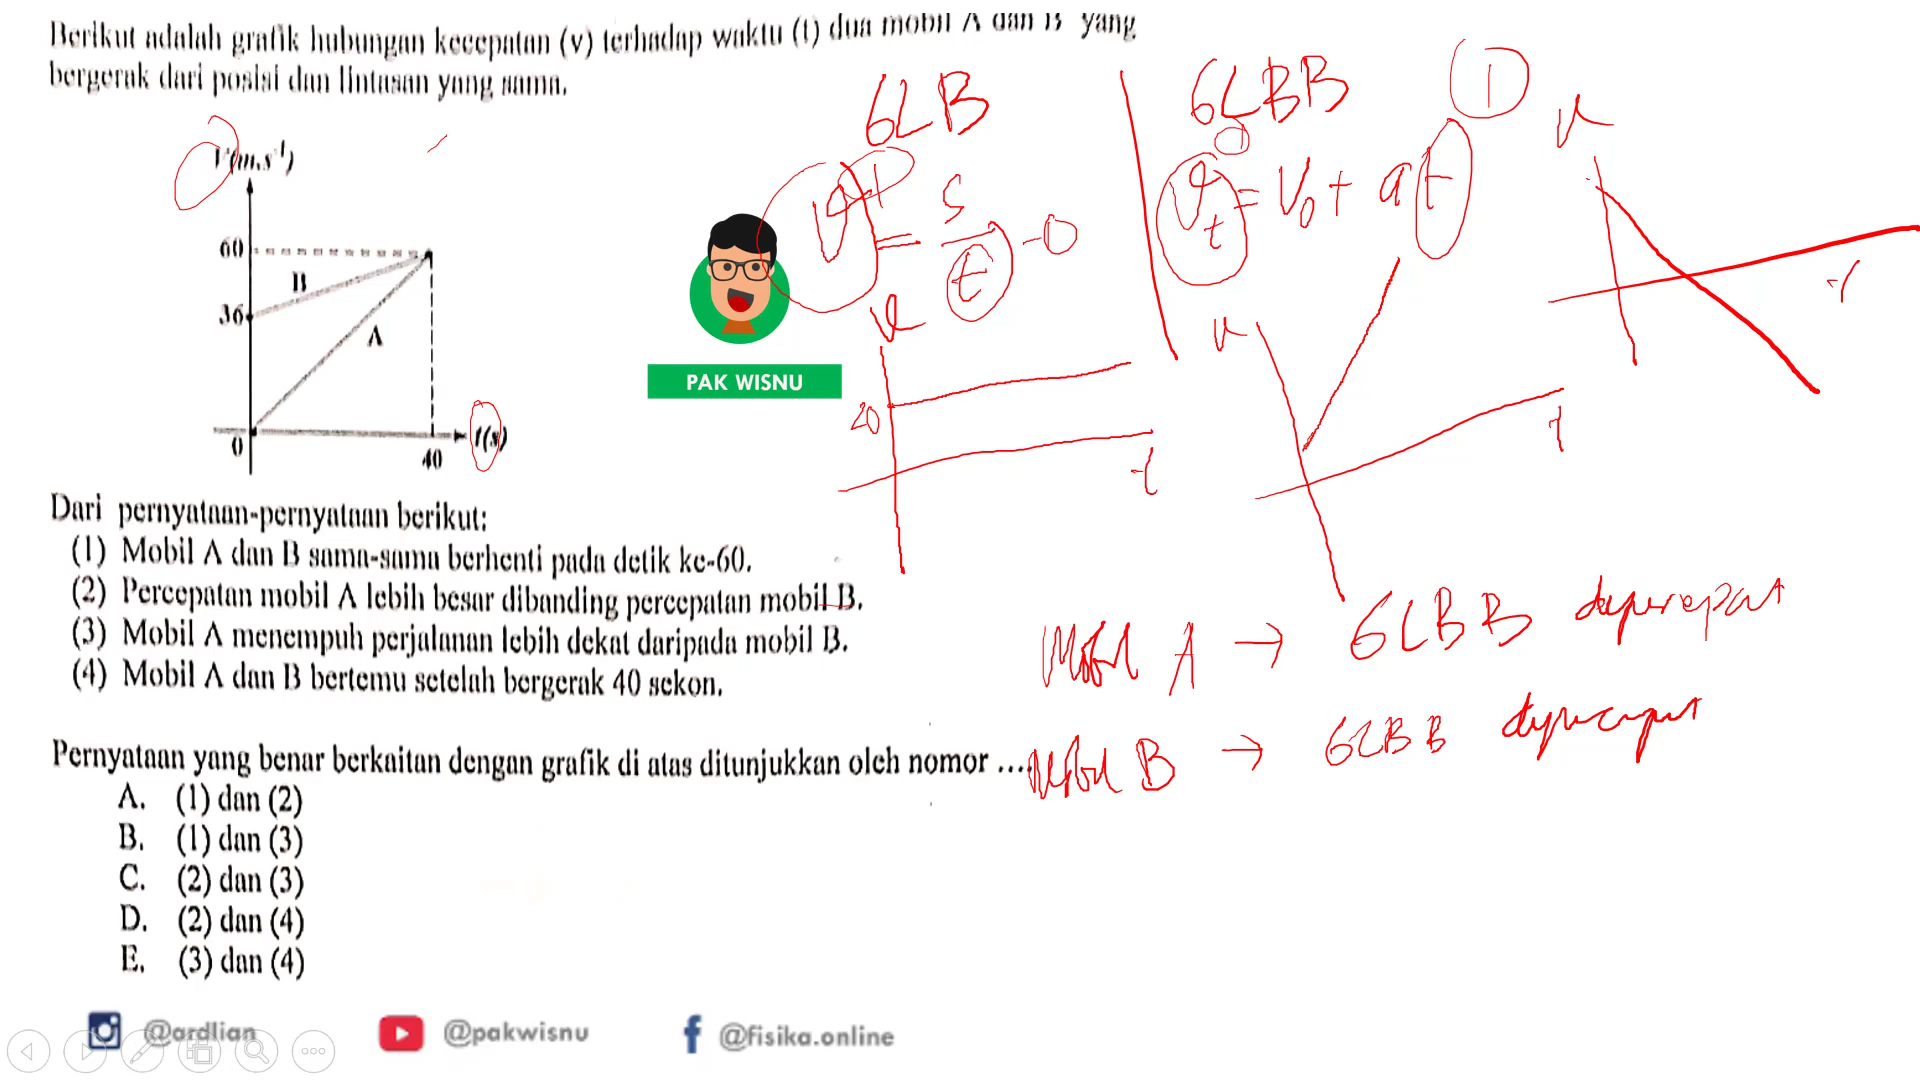 Berikut adalah grafik hubungan kecepatan (v) terhadap waktu (t) dua mobil A dan B yang
bergerak dari posisi dan lintasan yang sama.
V(m.s⁻¹)
60
B
36
A
0
40
t(s)
PAK WISNU
GLB
V = s/t
v
20
t
GLBB
1
Vt = V0 + at
v
t
v
t
Dari pernyataan-pernyataan berikut:
(1) Mobil A dan B sama-sama berhenti pada detik ke-60.
(2) Percepatan mobil A lebih besar dibanding percepatan mobil B.
(3) Mobil A menempuh perjalanan lebih dekat daripada mobil B.
(4) Mobil A dan B bertemu setelah bergerak 40 sekon.
Mobil A → GLBB dipercepat
Mobil B → GLBB dipercepat
Pernyataan yang benar berkaitan dengan grafik di atas ditunjukkan oleh nomor ....
A. (1) dan (2)
B. (1) dan (3)
C. (2) dan (3)
D. (2) dan (4)
E. (3) dan (4)
@ardlian
@pakwisnu
@fisika.online